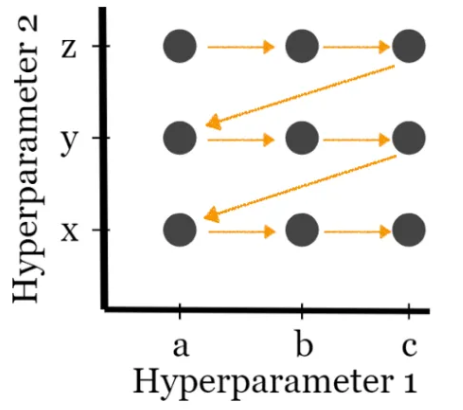 Hyperparameter 2
z
y
x
a b c
Hyperparameter 1